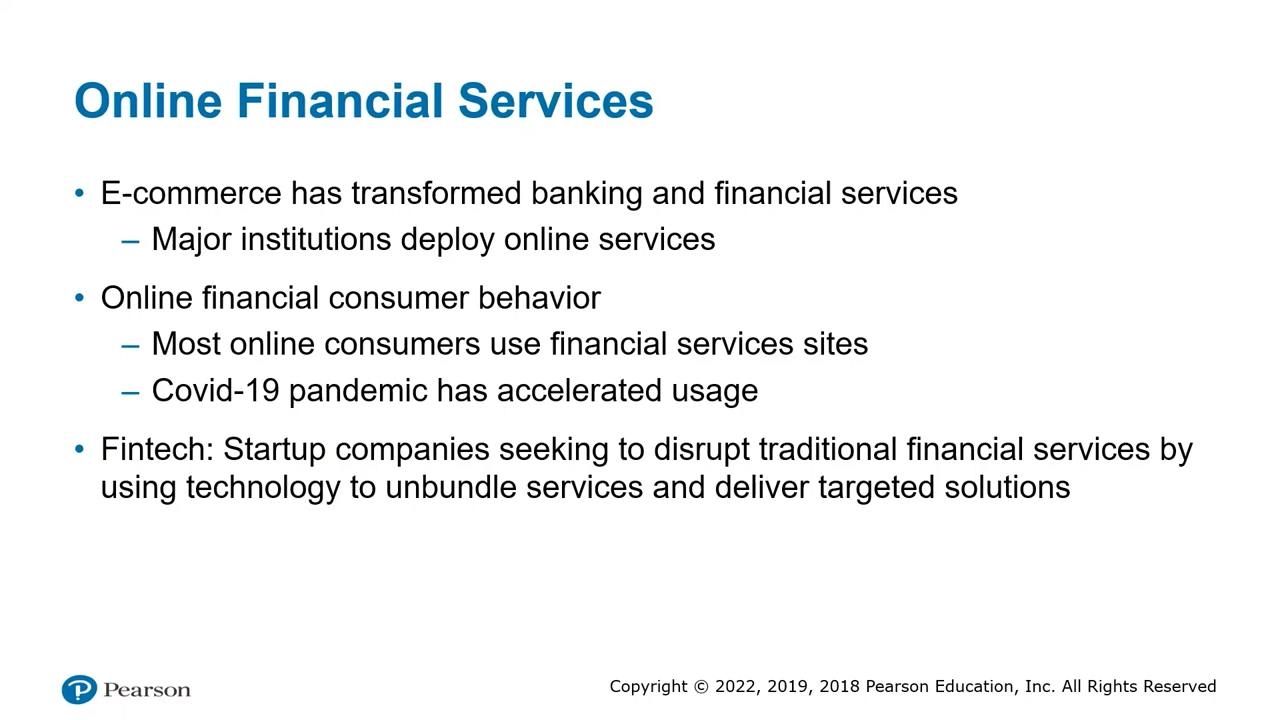 Online Financial Services
• E-commerce has transformed banking and financial services
– Major institutions deploy online services
• Online financial consumer behavior
– Most online consumers use financial services sites
– Covid-19 pandemic has accelerated usage
• Fintech: Startup companies seeking to disrupt traditional financial services by
using technology to unbundle services and deliver targeted solutions
Pearson
Copyright © 2022, 2019, 2018 Pearson Education, Inc. All Rights Reserved